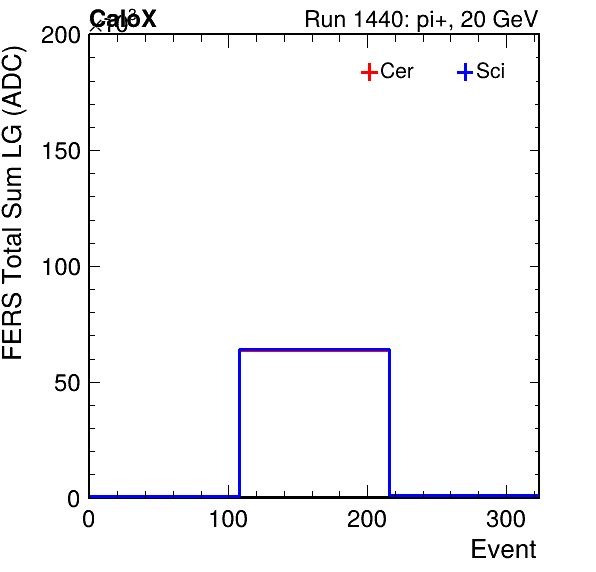 CaloX
×10³
Run 1440: pi+, 20 GeV
FERS Total Sum LG (ADC)
200
150
100
50
0
Cer
Sci
0 100 200 300
Event